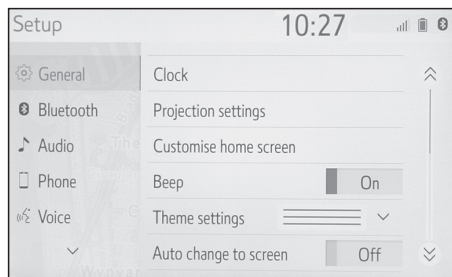 Setup
10:27
General
Bluetooth
Audio
Phone
Voice
Clock
Projection settings
Customise home screen
Beep
On
Theme settings
Auto change to screen
Off